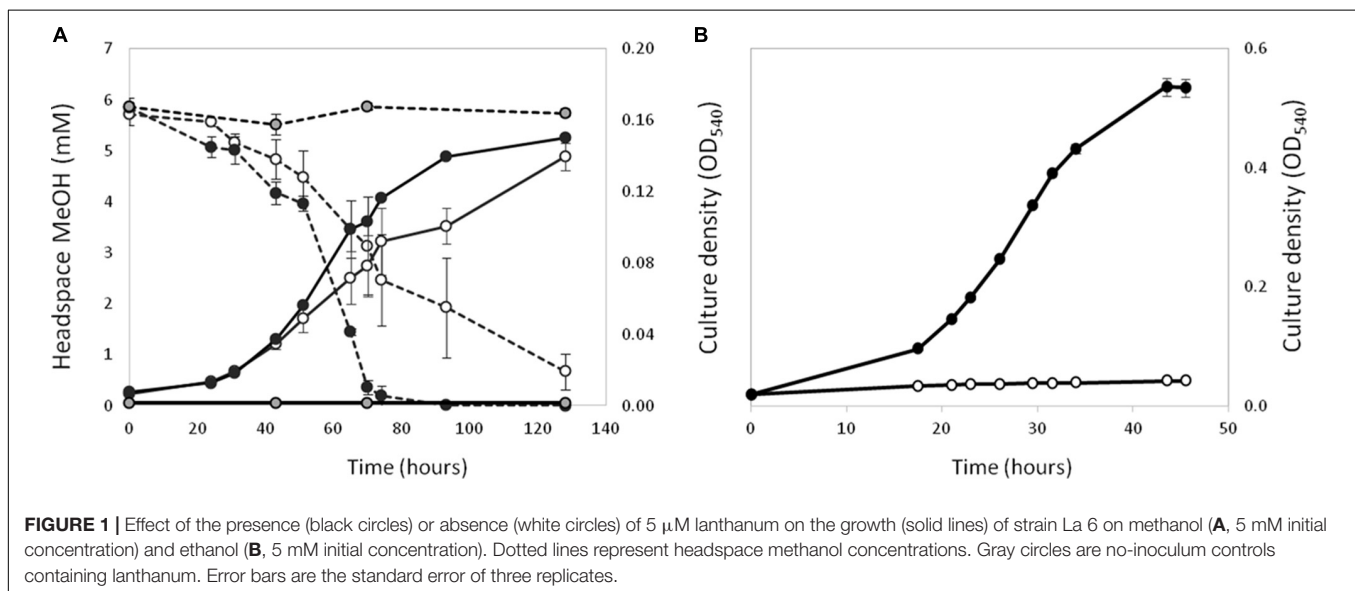 A
B
7
6
5
4
3
2
1
0
Headspace MeOH (mM)
0.20
0.16
0.12
0.08
0.04
0.00
Culture density (OD540)
0 20 40 60 80 100 120 140
Time (hours)
0.6
0.4
0.2
0.0
Culture density (OD540)
0 10 20 30 40 50
Time (hours)
FIGURE 1 | Effect of the presence (black circles) or absence (white circles) of 5 μM lanthanum on the growth (solid lines) of strain La 6 on methanol (A, 5 mM initial
concentration) and ethanol (B, 5 mM initial concentration). Dotted lines represent headspace methanol concentrations. Gray circles are no-inoculum controls
containing lanthanum. Error bars are the standard error of three replicates.